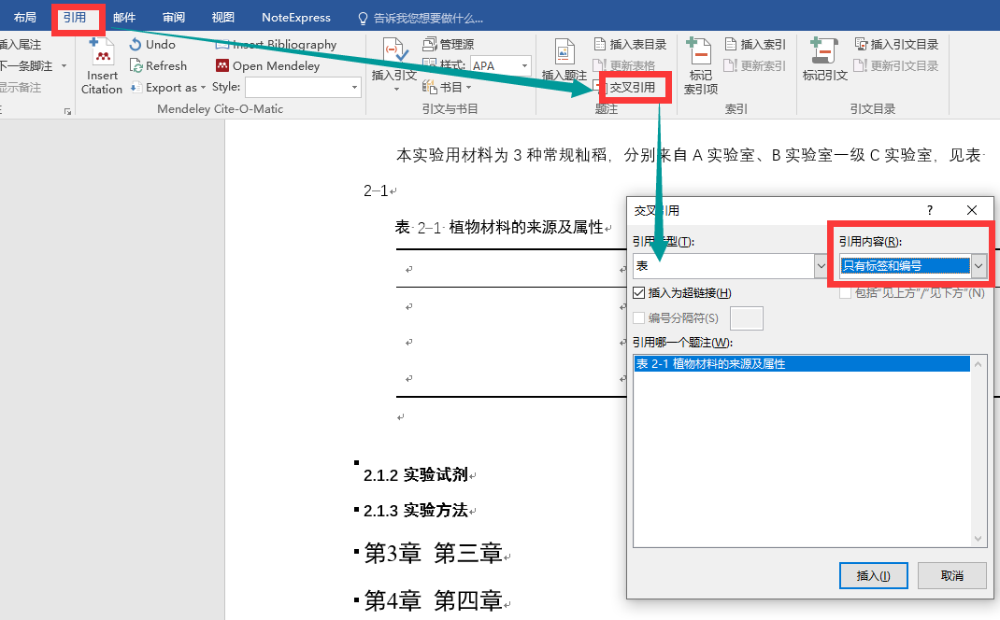 布局 引用 邮件 审阅 视图 NoteExpress 告诉我您想要做什么...
插入尾注
下一条脚注
显示备注
Insert
Citation
Undo
Refresh
Export as
Insert Bibliography
Open Mendeley
Style:
Mendeley Cite-O-Matic
插入引文
管理源
样式: APA
书目
引文与书目
插入题注
插入表目录
更新表格
交叉引用
题注
标记
索引项
插入索引
更新索引
索引
标记引文
插入引文目录
更新引文目录
引文目录
本实验用材料为 3 种常规籼稻，分别来自 A 实验室、B 实验室一级 C 实验室，见表
2–1
表 2–1 植物材料的来源及属性
2.1.2 实验试剂
2.1.3 实验方法
第3章 第三章
第4章 第四章
交叉引用 ?
引用类型(T):
表
引用内容(R):
只有标签和编号
插入为超链接(H)
包括“见上方”/“见下方”(N)
编号分隔符(S)
引用哪一个题注(W):
表 2-1 植物材料的来源及属性
插入(I) 取消